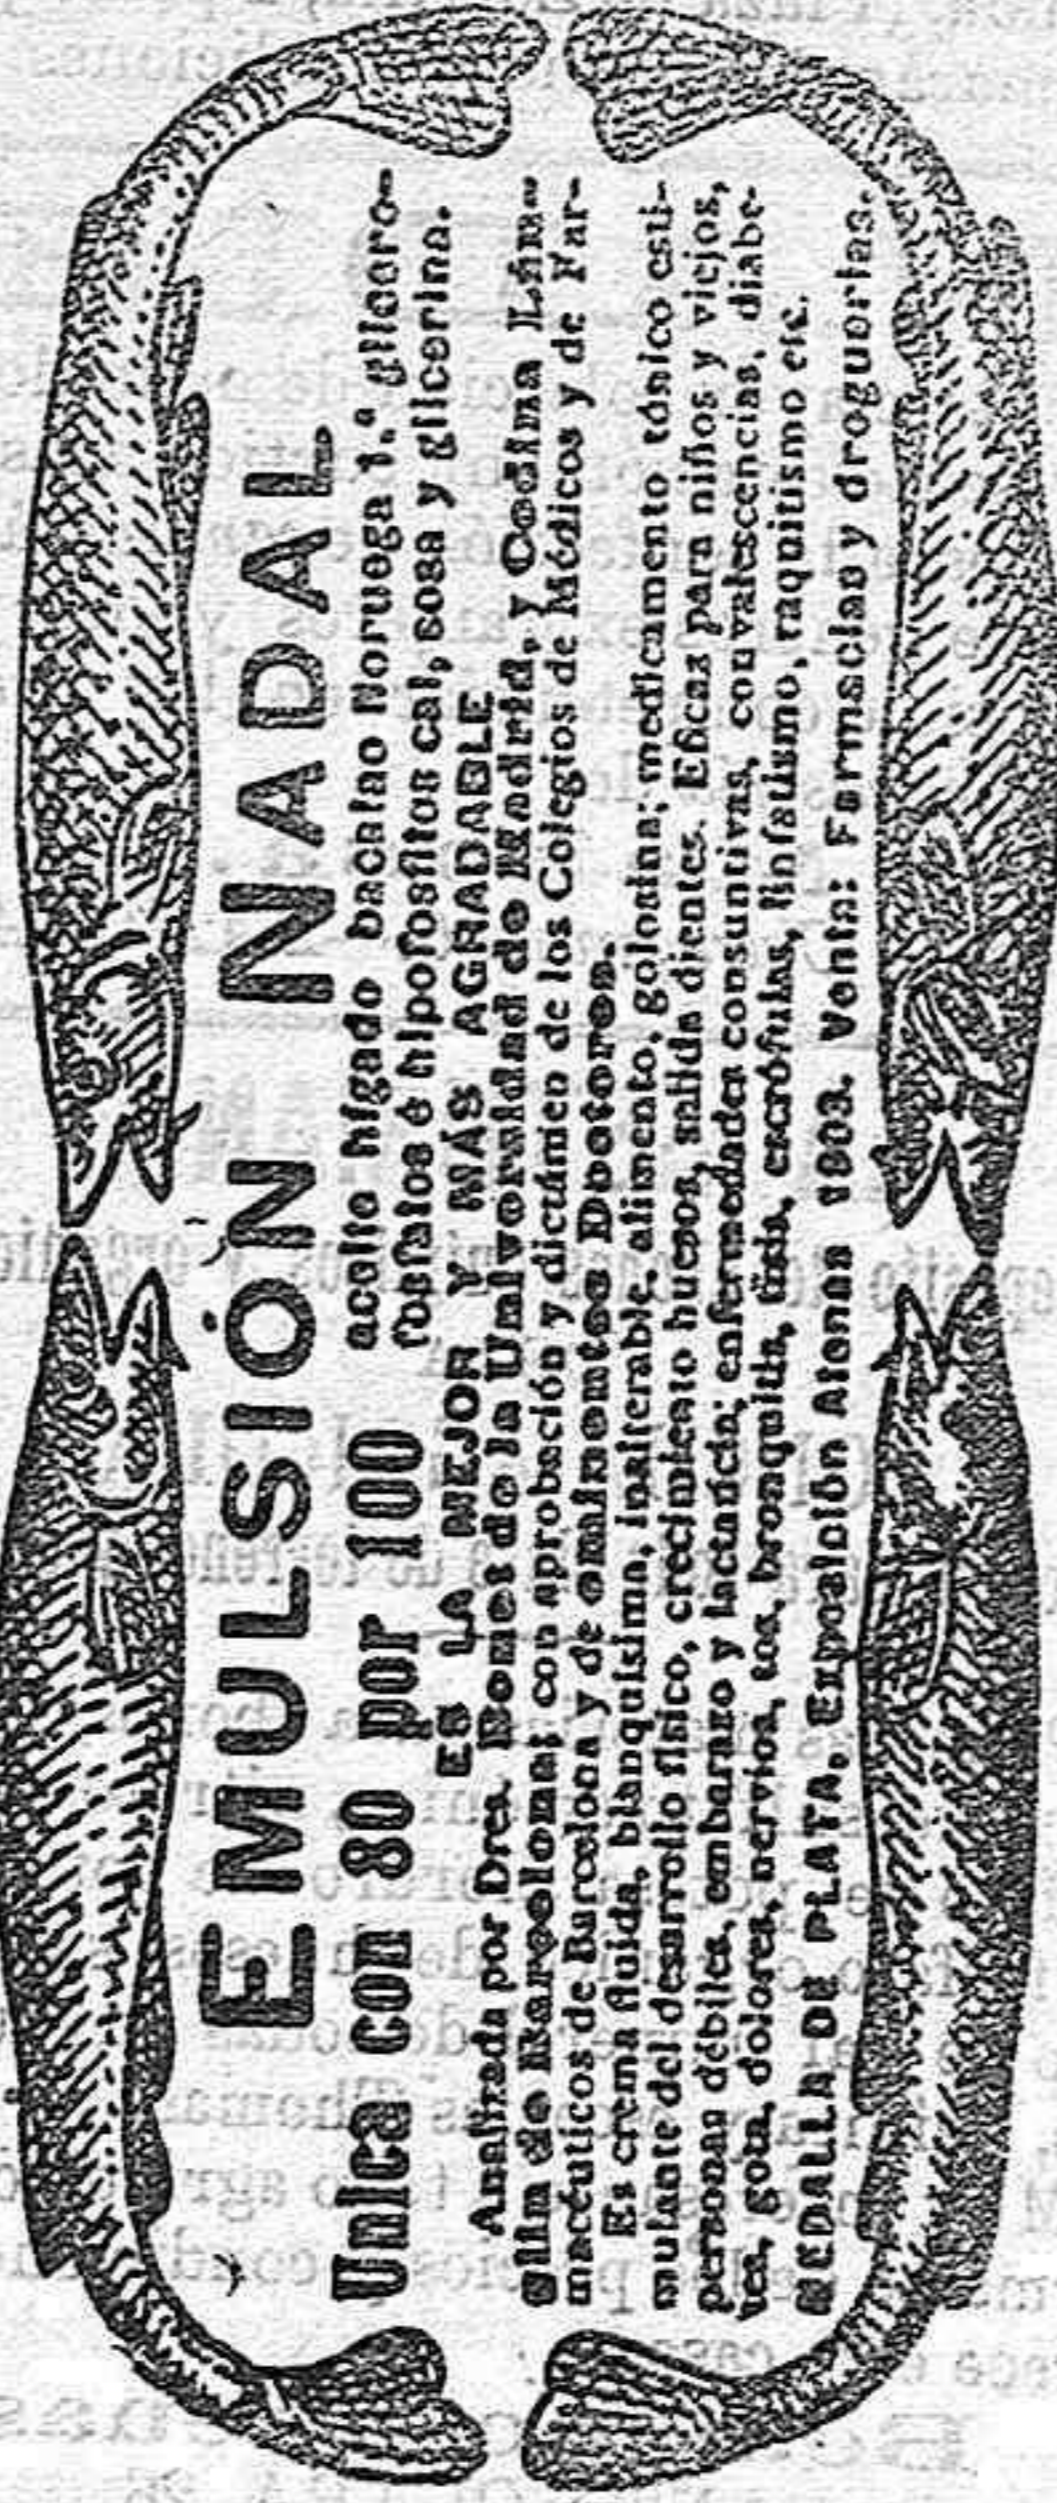 EMULSIÓN NADAL
Unica con 80 por 100
aceite hígado bacalao Noruega 1.ª glicero-
fosfatos é hipofosfitos cal, sosa y glicerina.
ES LA MEJOR Y MÁS AGRADABLE
Analizada por Dres. Bonet de la Universidad de Madrid, y Codina Län-
glin de Barcelona; con aprobación y dictámen de los Colegios de Médicos y de Far-
macéuticos de Barcelona y de eminentes Doctores.
Es crema fluída, blanquísima, inalterable, alimento, golosina; medicamento tónico esti-
mulante del desarrollo físico, crecimiento huesos, salida dientes. Eficaz para niños y viejos,
personas débiles, embarazo y lactancia; enfermedades consuntivas, convalescencias, diabe-
tes, gota, dolores, nervios, tos, bronquitis, tisis, escrófulas, linfatismo, raquitismo etc.
MEDALLA DE PLATA, Exposición Atenas 1903. Venta: Farmacias y droguerías.